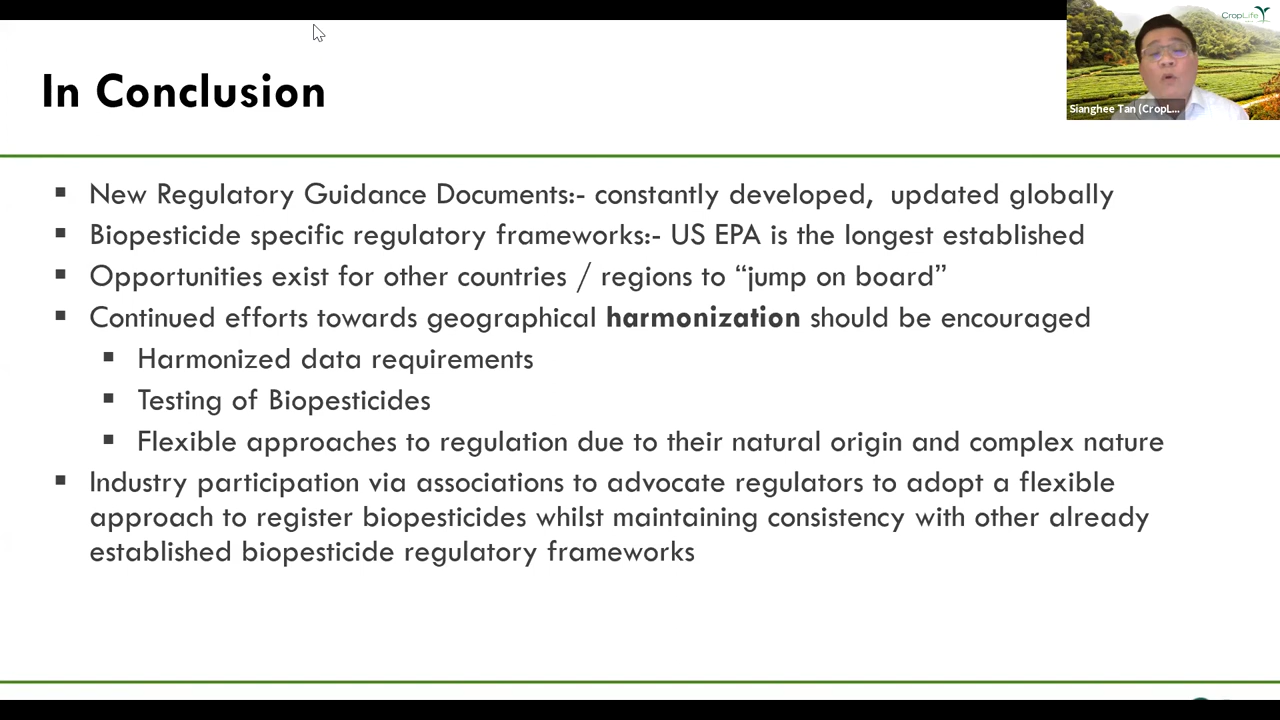 CropLife
In Conclusion
Sianghee Tan (CropL...
▪ New Regulatory Guidance Documents:- constantly developed, updated globally
▪ Biopesticide specific regulatory frameworks:- US EPA is the longest established
▪ Opportunities exist for other countries / regions to “jump on board”
▪ Continued efforts towards geographical harmonization should be encouraged
▪ Harmonized data requirements
▪ Testing of Biopesticides
▪ Flexible approaches to regulation due to their natural origin and complex nature
▪ Industry participation via associations to advocate regulators to adopt a flexible
approach to register biopesticides whilst maintaining consistency with other already
established biopesticide regulatory frameworks